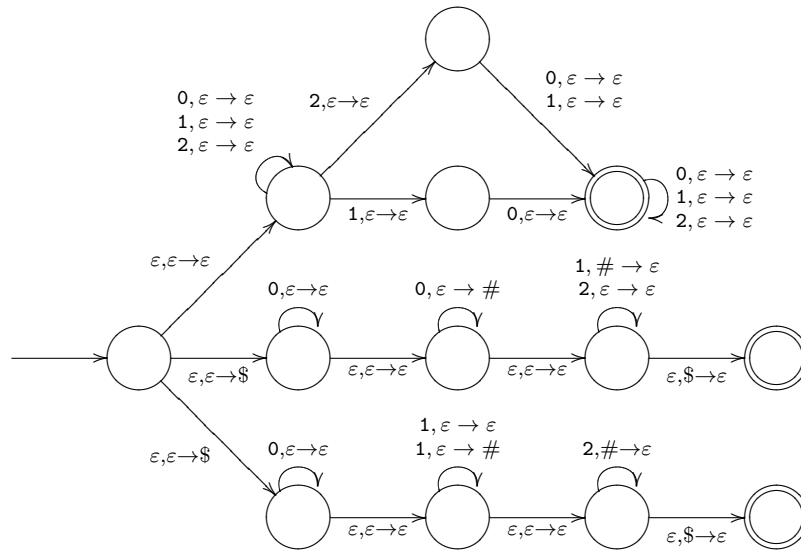 0, ε → ε
1, ε → ε
2, ε → ε
2,ε→ε
0, ε → ε
1, ε → ε
0, ε → ε
1, ε → ε
2, ε → ε
1,ε→ε
0,ε→ε
ε,ε→ε
0,ε→ε
0, ε → #
1, # → ε
2, ε → ε
ε,ε→$
ε,ε→ε
ε,ε→ε
ε,$→ε
ε,ε→$
0,ε→ε
1, ε → ε
1, ε → #
2,#→ε
ε,ε→ε
ε,ε→ε
ε,$→ε